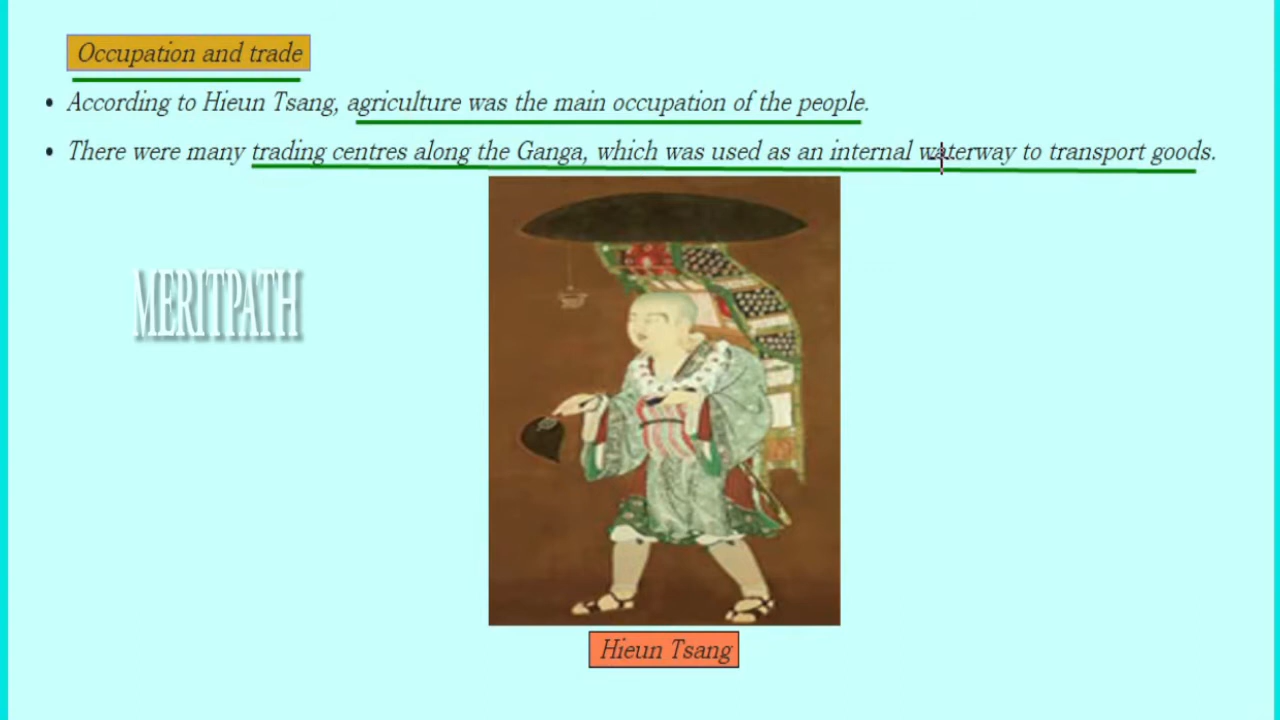 Occupation and trade
• According to Hieun Tsang, agriculture was the main occupation of the people.
• There were many trading centres along the Ganga, which was used as an internal waterway to transport goods.
MERITPATH
Hieun Tsang